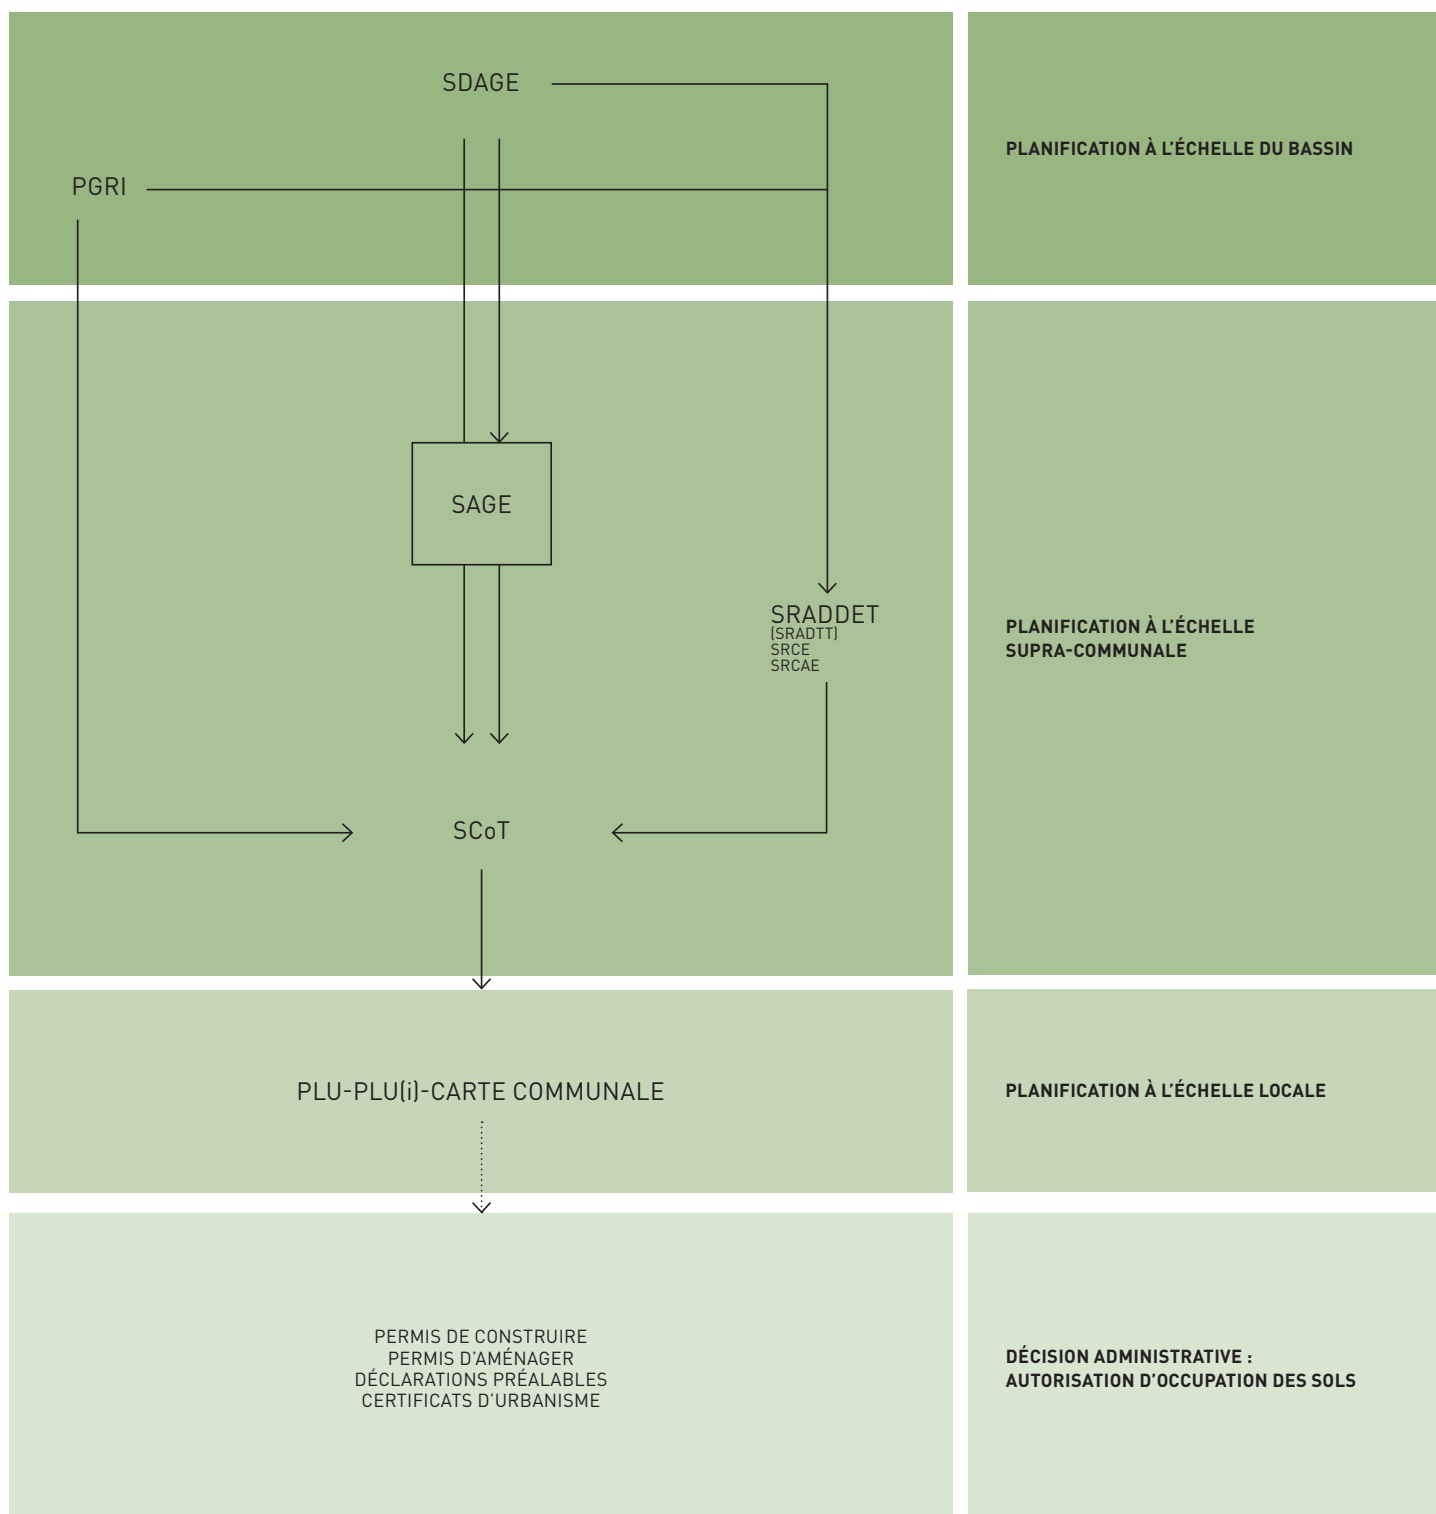 SDAGE
PLANIFICATION À L’ÉCHELLE DU BASSIN
PGRI
SAGE
SRADDET
(SRADTT)
SRCE
SRCAE
PLANIFICATION À L’ÉCHELLE
SUPRA-COMMUNALE
SCoT
PLU-PLU(i)-CARTE COMMUNALE
PLANIFICATION À L’ÉCHELLE LOCALE
PERMIS DE CONSTRUIRE
PERMIS D’AMÉNAGER
DÉCLARATIONS PRÉALABLES
CERTIFICATS D’URBANISME
DÉCISION ADMINISTRATIVE :
AUTORISATION D’OCCUPATION DES SOLS